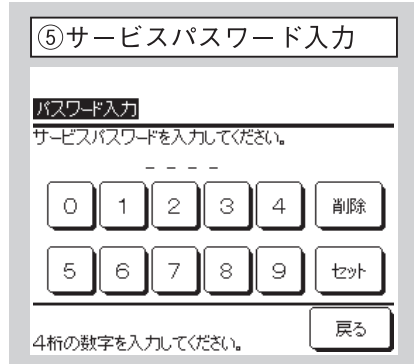 ⑤サービスパスワード入力
パスワード入力
サービスパスワードを入力してください。
－－－－
0 1 2 3 4 削除
5 6 7 8 9 セット
4桁の数字を入力してください。 戻る